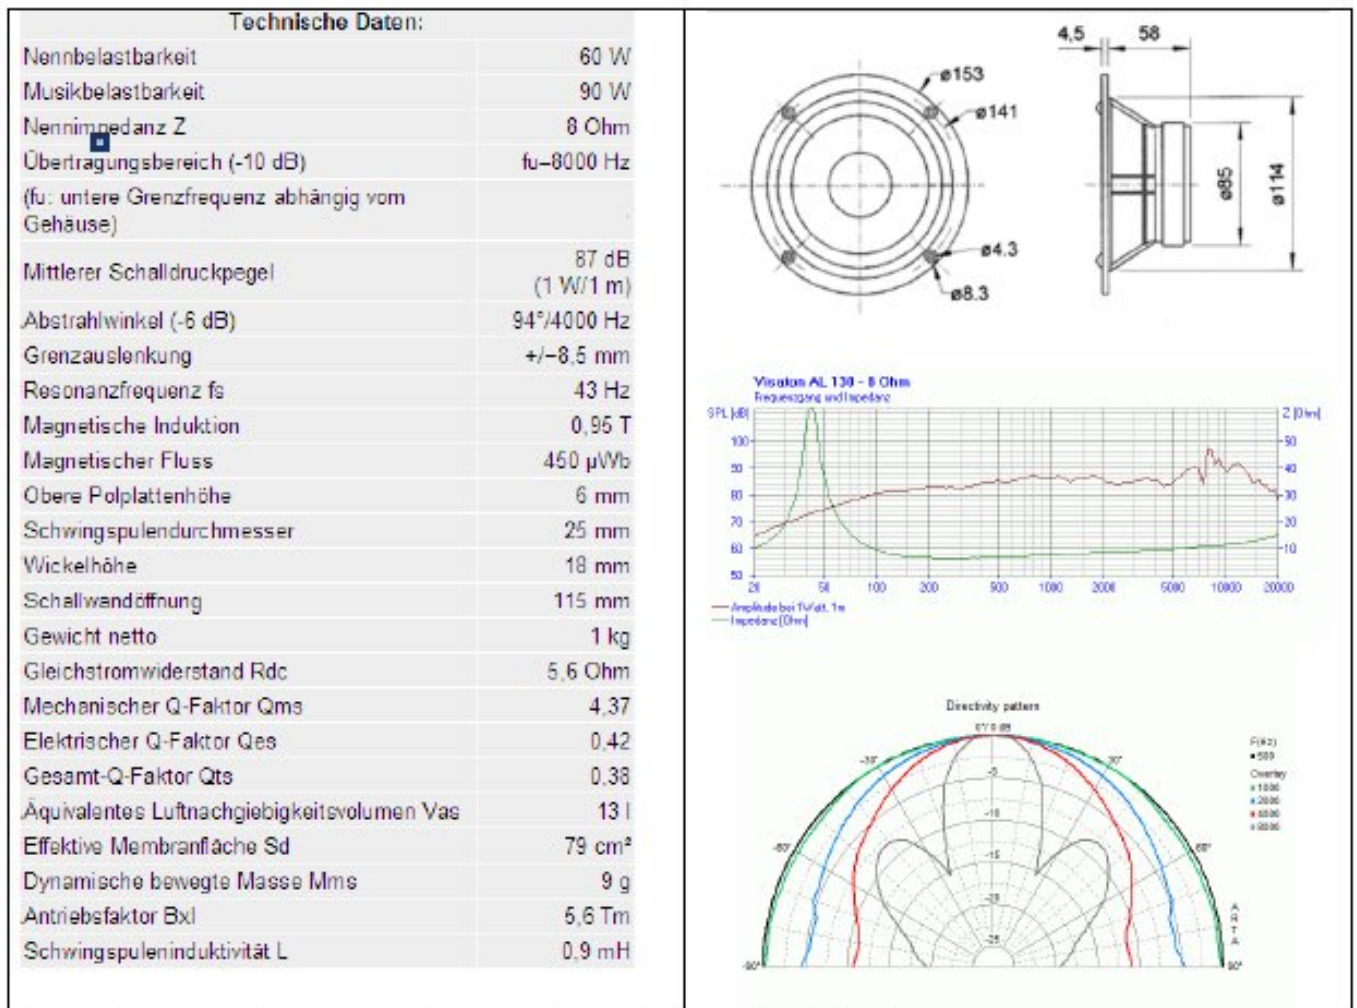 Technische Daten:
Nennbelastbarkeit 60 W
Musikbelastbarkeit 90 W
Nennimpedanz Z 8 Ohm
Übertragungsbereich (-10 dB) fu–8000 Hz
(fu: untere Grenzfrequenz abhängig vom
Gehäuse)
Mittlerer Schalldruckpegel 87 dB
(1 W/1 m)
Abstrahlwinkel (-6 dB) 94°/4000 Hz
Grenzauslenkung +/–8,5 mm
Resonanzfrequenz fs 43 Hz
Magnetische Induktion 0,95 T
Magnetischer Fluss 450 µWb
Obere Polplattenhöhe 6 mm
Schwingspulendurchmesser 25 mm
Wickelhöhe 18 mm
Schallwandöffnung 115 mm
Gewicht netto 1 kg
Gleichstromwiderstand Rdc 5,6 Ohm
Mechanischer Q-Faktor Qms 4,37
Elektrischer Q-Faktor Qes 0,42
Gesamt-Q-Faktor Qts 0,38
Äquivalentes Luftnachgiebigkeitsvolumen Vas 13 l
Effektive Membranfläche Sd 79 cm²
Dynamische bewegte Masse Mms 9 g
Antriebsfaktor Bxl 5,6 Tm
Schwingspuleninduktivität L 0,9 mH
4,5 58
ø153
ø141
ø85
ø114
ø4.3
ø8.3
Visaton AL 130 - 8 Ohm
Frequenzgang und Impedanz
SPL [dB] Z [Ohm]
100 50
90 40
80 30
70 20
60 10
50
20 50 100 200 500 1000 2000 5000 10000 20000
Amplitude bei 1Watt, 1m
Impedanz [Ohm]
Directivity pattern
0°/ 0 dB
F(Hz)
500
Overlay
1000
2000
4000
8000
-30° 30°
-5
-10
-15
-20
-25
-60° 60°
-90° 90°
ARTA